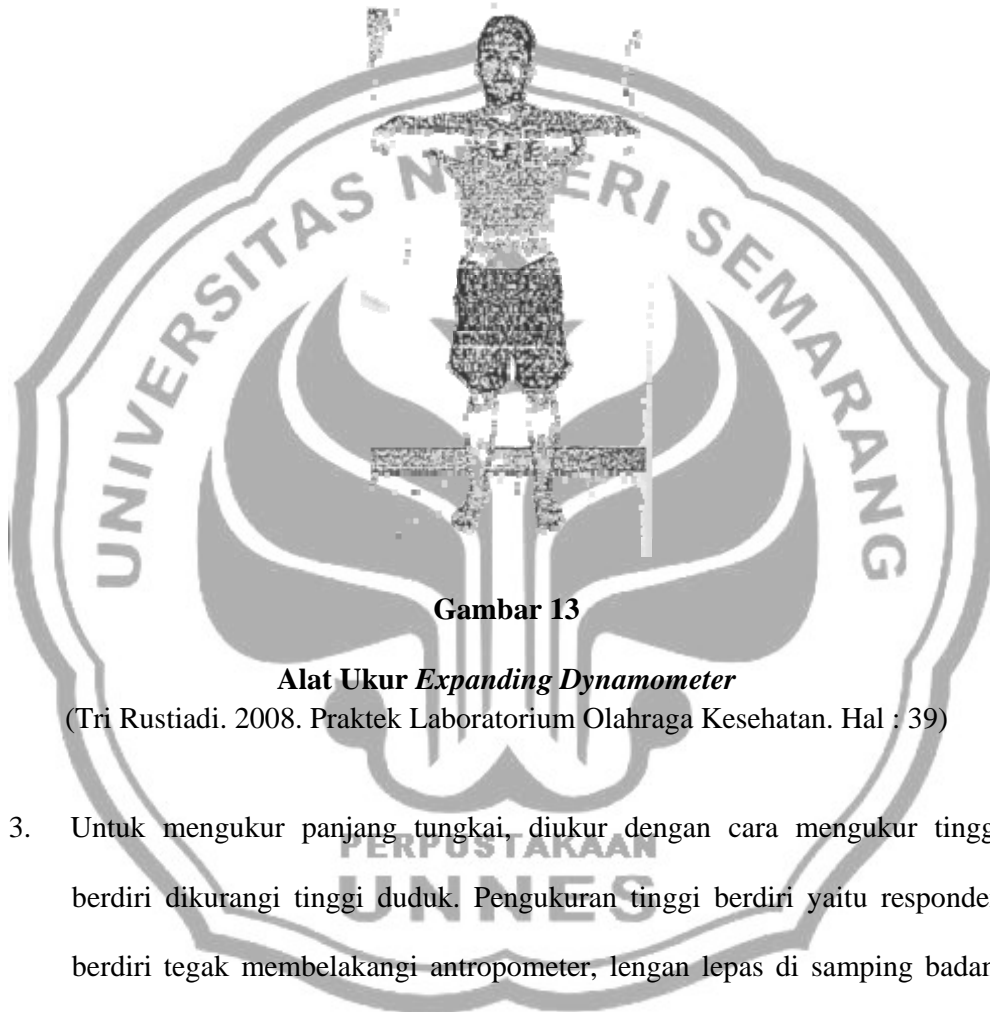 UNIVERSITAS NEGERI SEMARANG
Gambar 13
Alat Ukur Expanding Dynamometer
(Tri Rustiadi. 2008. Praktek Laboratorium Olahraga Kesehatan. Hal : 39)
3. Untuk mengukur panjang tungkai, diukur dengan cara mengukur tingg
PERPUSTAKAAN
berdiri dikurangi tinggi duduk. Pengukuran tinggi berdiri yaitu responde
UNNES
berdiri tegak membelakangi antropometer, lengan lepas di samping badan